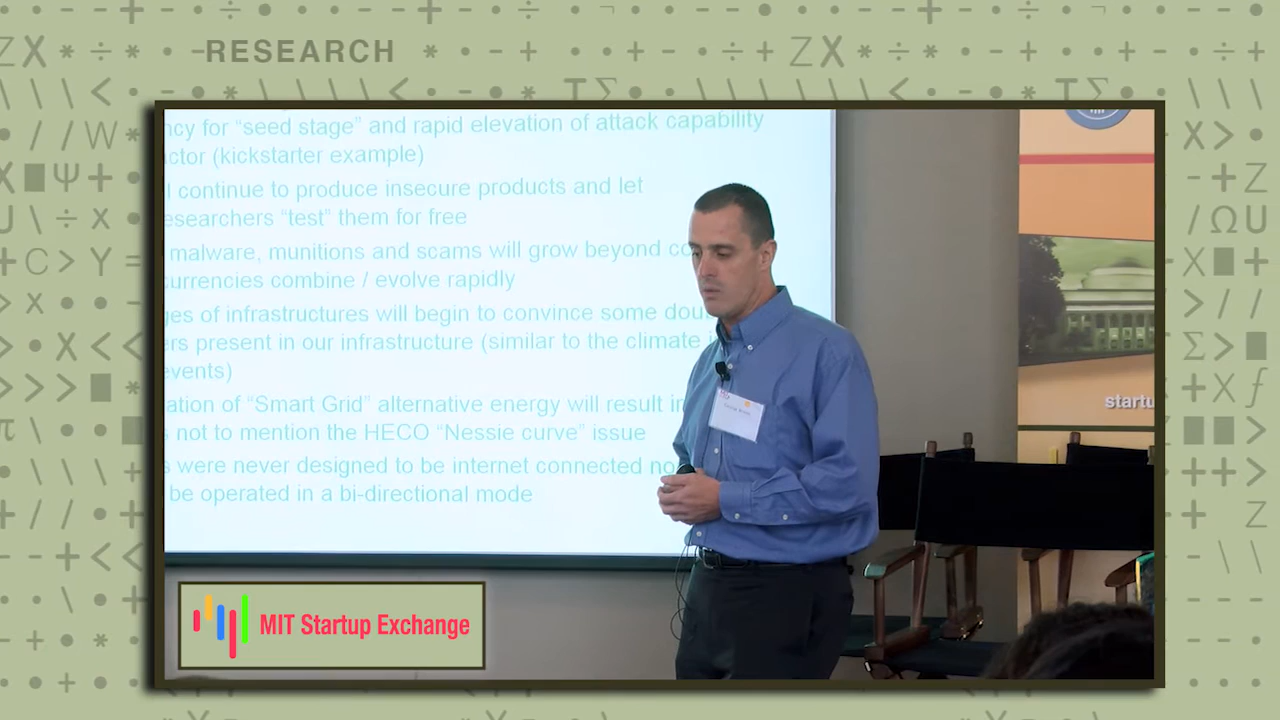 RESEARCH
ncy for “seed stage” and rapid elevation of attack capability
actor (kickstarter example)
l continue to produce insecure products and let
esearchers “test” them for free
malware, munitions and scams will grow beyond co
currencies combine / evolve rapidly
ges of infrastructures will begin to convince some dou
ers present in our infrastructure (similar to the climate
events)
ation of “Smart Grid” alternative energy will result in
s not to mention the HECO “Nessie curve” issue
s were never designed to be internet connected no
be operated in a bi-directional mode
startu
MIT Startup Exchange